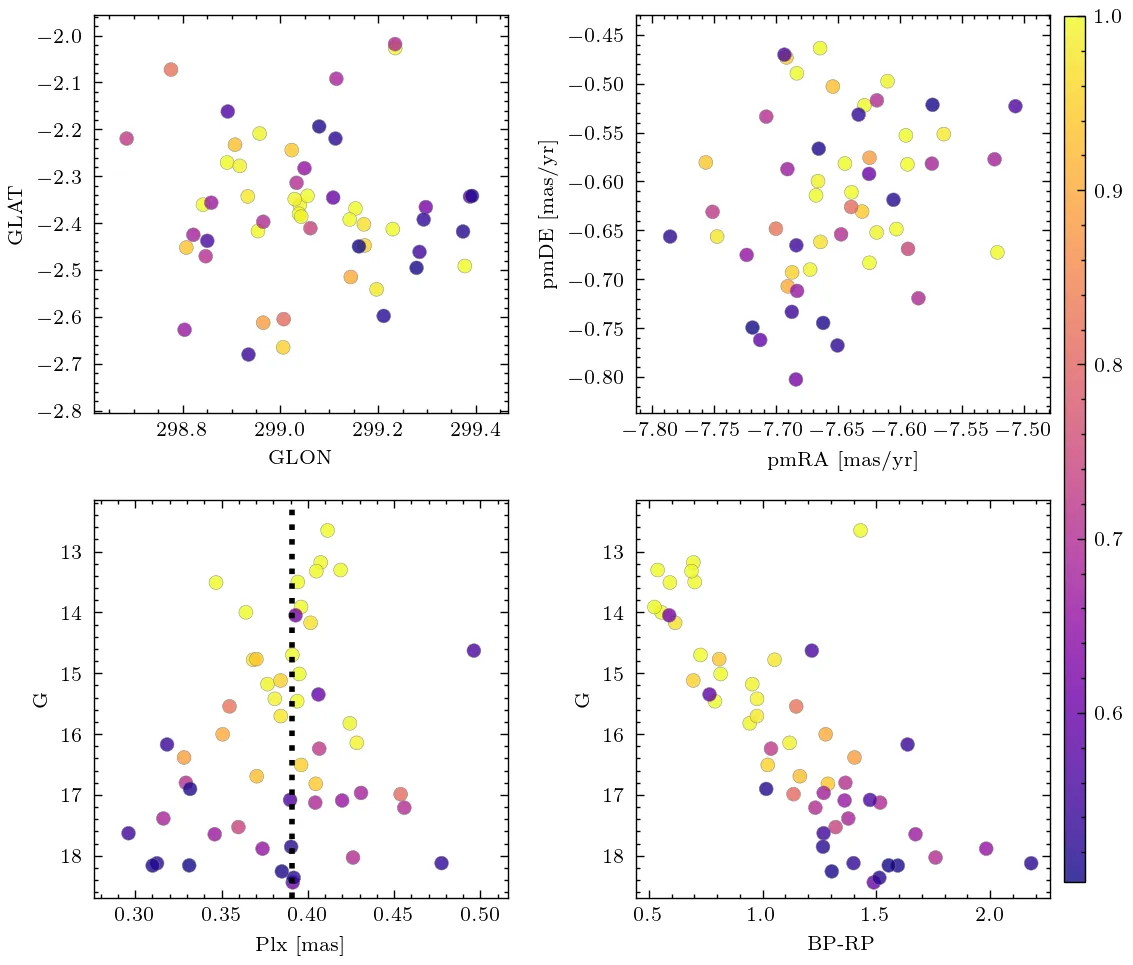 −2.0
−2.1
−2.2
−2.3
−2.4
−2.5
−2.6
−2.7
−2.8
GLAT
298.8 299.0 299.2 299.4
GLON
−0.45
−0.50
−0.55
−0.60
−0.65
−0.70
−0.75
−0.80
pmDE [mas/yr]
−7.80 −7.75 −7.70 −7.65 −7.60 −7.55 −7.50
pmRA [mas/yr]
1.0
0.9
0.8
0.7
0.6
13
14
15
16
17
18
G
0.30 0.35 0.40 0.45 0.50
Plx [mas]
13
14
15
16
17
18
G
0.5 1.0 1.5 2.0
BP-RP